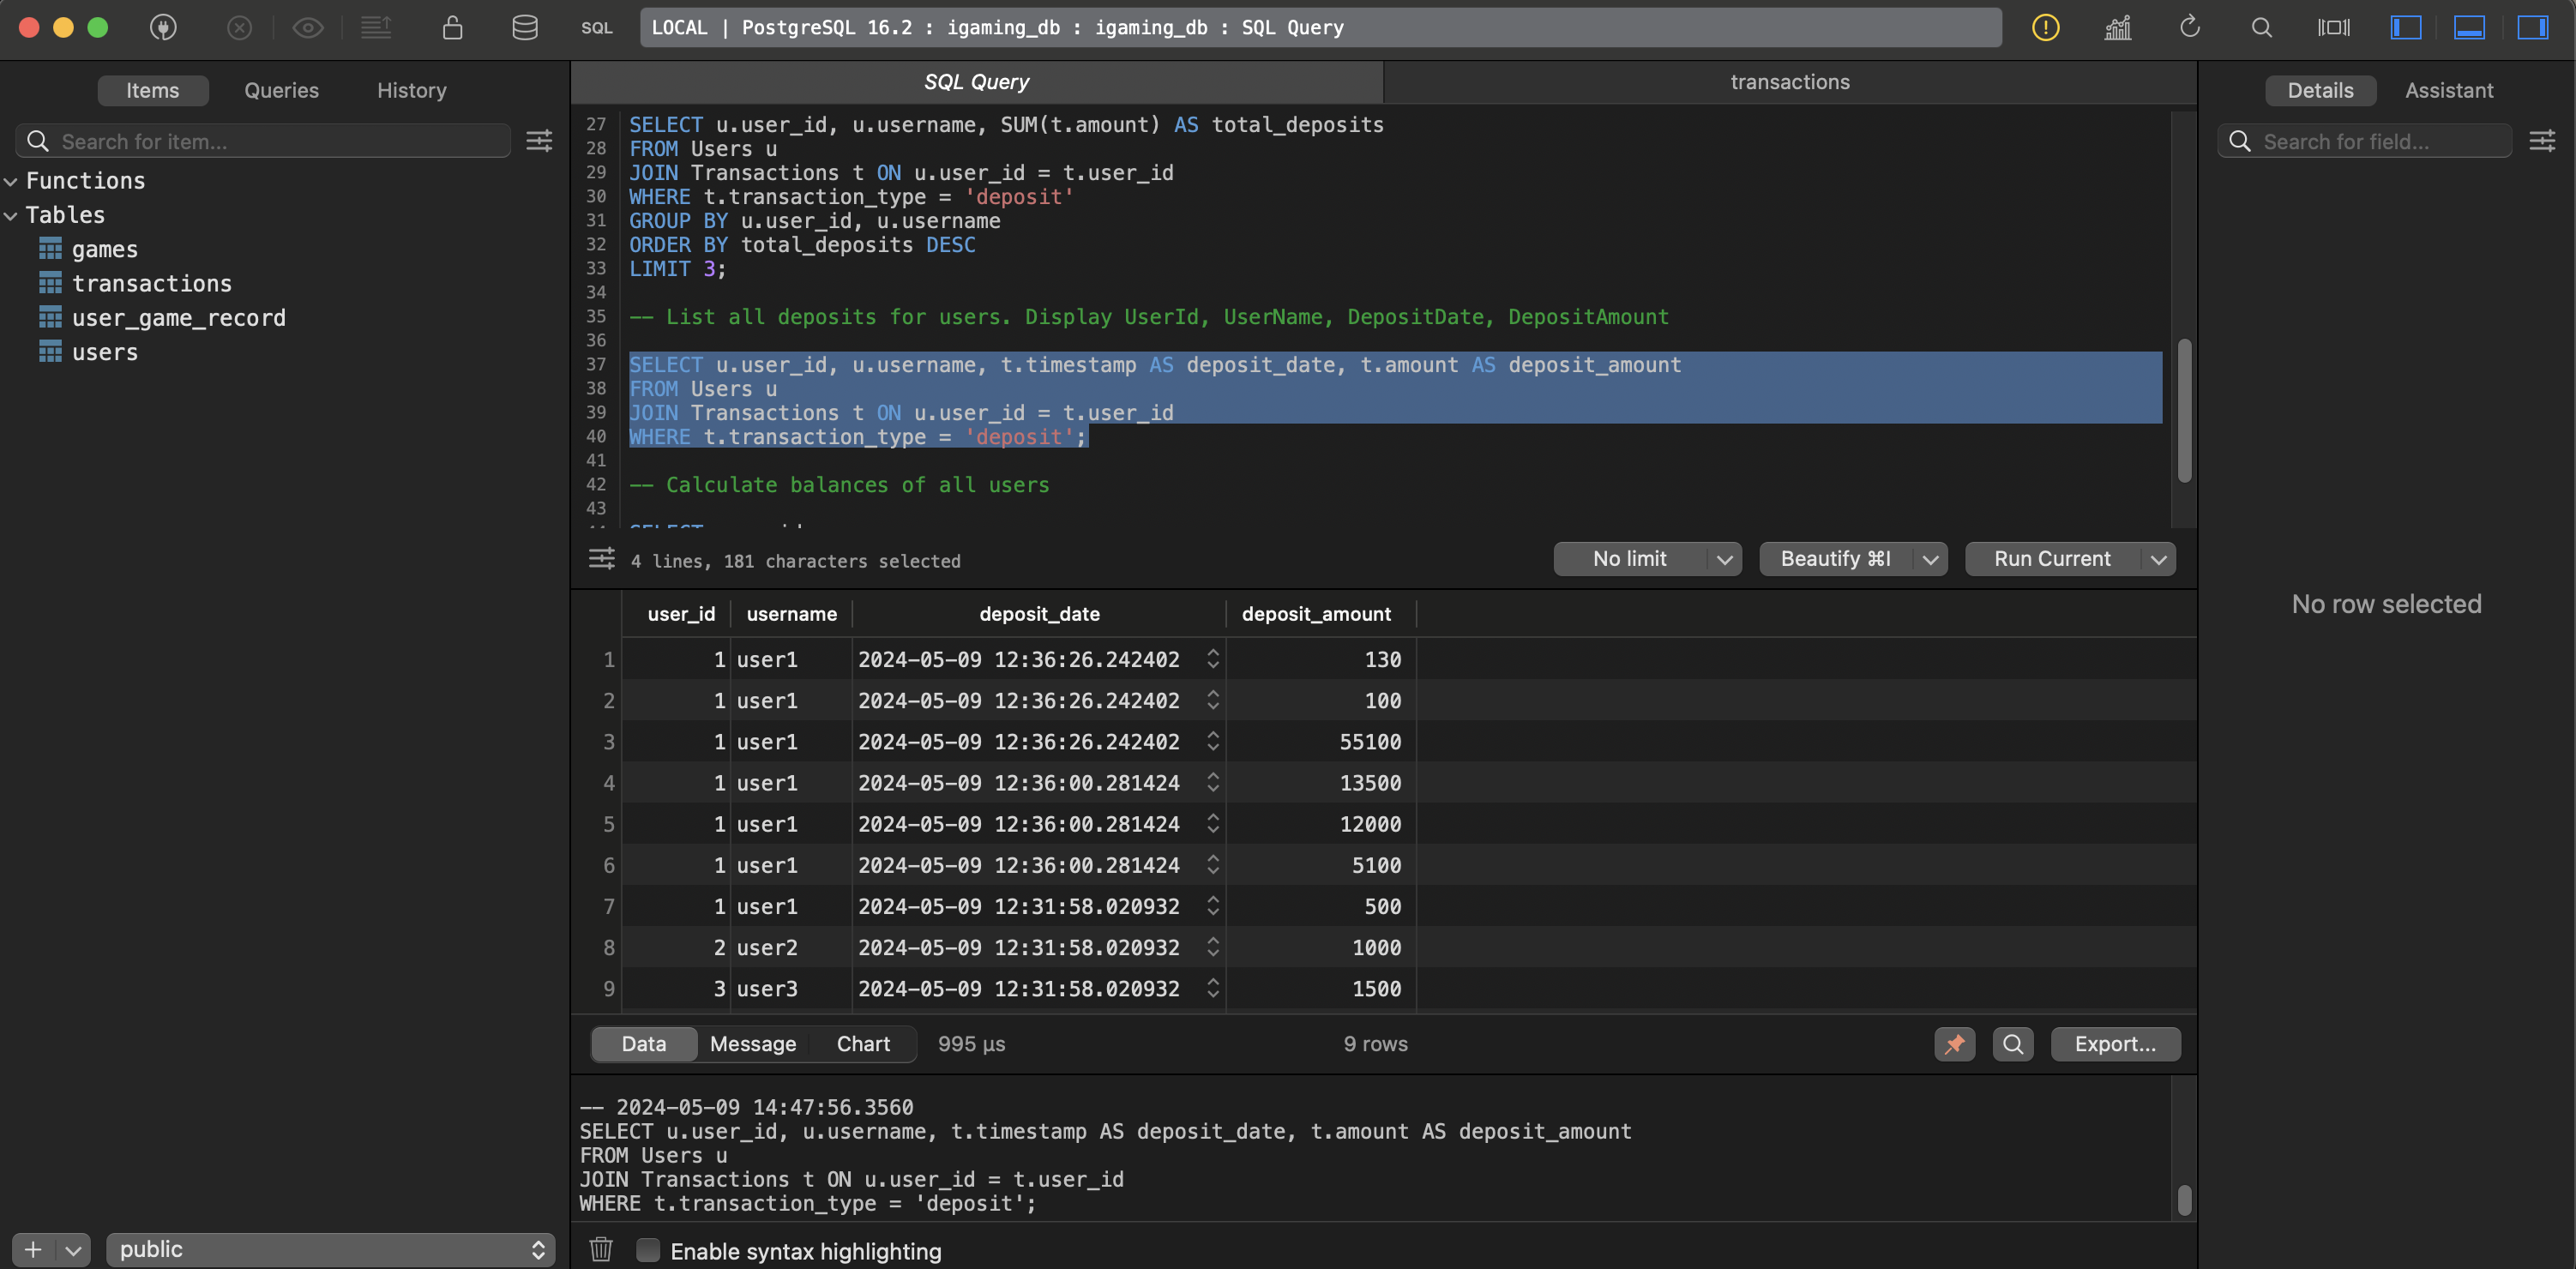 SQL
LOCAL | PostgreSQL 16.2 : igaming_db : igaming_db : SQL Query
Items
Queries
History
Search for item...
Functions
Tables
games
transactions
user_game_record
users
public
SQL Query
transactions
27 SELECT u.user_id, u.username, SUM(t.amount) AS total_deposits
28 FROM Users u
29 JOIN Transactions t ON u.user_id = t.user_id
30 WHERE t.transaction_type = 'deposit'
31 GROUP BY u.user_id, u.username
32 ORDER BY total_deposits DESC
33 LIMIT 3;
34
35 -- List all deposits for users. Display UserId, UserName, DepositDate, DepositAmount
36
37 SELECT u.user_id, u.username, t.timestamp AS deposit_date, t.amount AS deposit_amount
38 FROM Users u
39 JOIN Transactions t ON u.user_id = t.user_id
40 WHERE t.transaction_type = 'deposit';
41
42 -- Calculate balances of all users
43
4 lines, 181 characters selected
No limit
Beautify ⌘I
Run Current
user_id username deposit_date deposit_amount
1 1 user1 2024-05-09 12:36:26.242402 130
2 1 user1 2024-05-09 12:36:26.242402 100
3 1 user1 2024-05-09 12:36:26.242402 55100
4 1 user1 2024-05-09 12:36:00.281424 13500
5 1 user1 2024-05-09 12:36:00.281424 12000
6 1 user1 2024-05-09 12:36:00.281424 5100
7 1 user1 2024-05-09 12:31:58.020932 500
8 2 user2 2024-05-09 12:31:58.020932 1000
9 3 user3 2024-05-09 12:31:58.020932 1500
Data
Message
Chart
995 µs
9 rows
Export...
-- 2024-05-09 14:47:56.3560
SELECT u.user_id, u.username, t.timestamp AS deposit_date, t.amount AS deposit_amount
FROM Users u
JOIN Transactions t ON u.user_id = t.user_id
WHERE t.transaction_type = 'deposit';
Enable syntax highlighting
Details
Assistant
Search for field...
No row selected